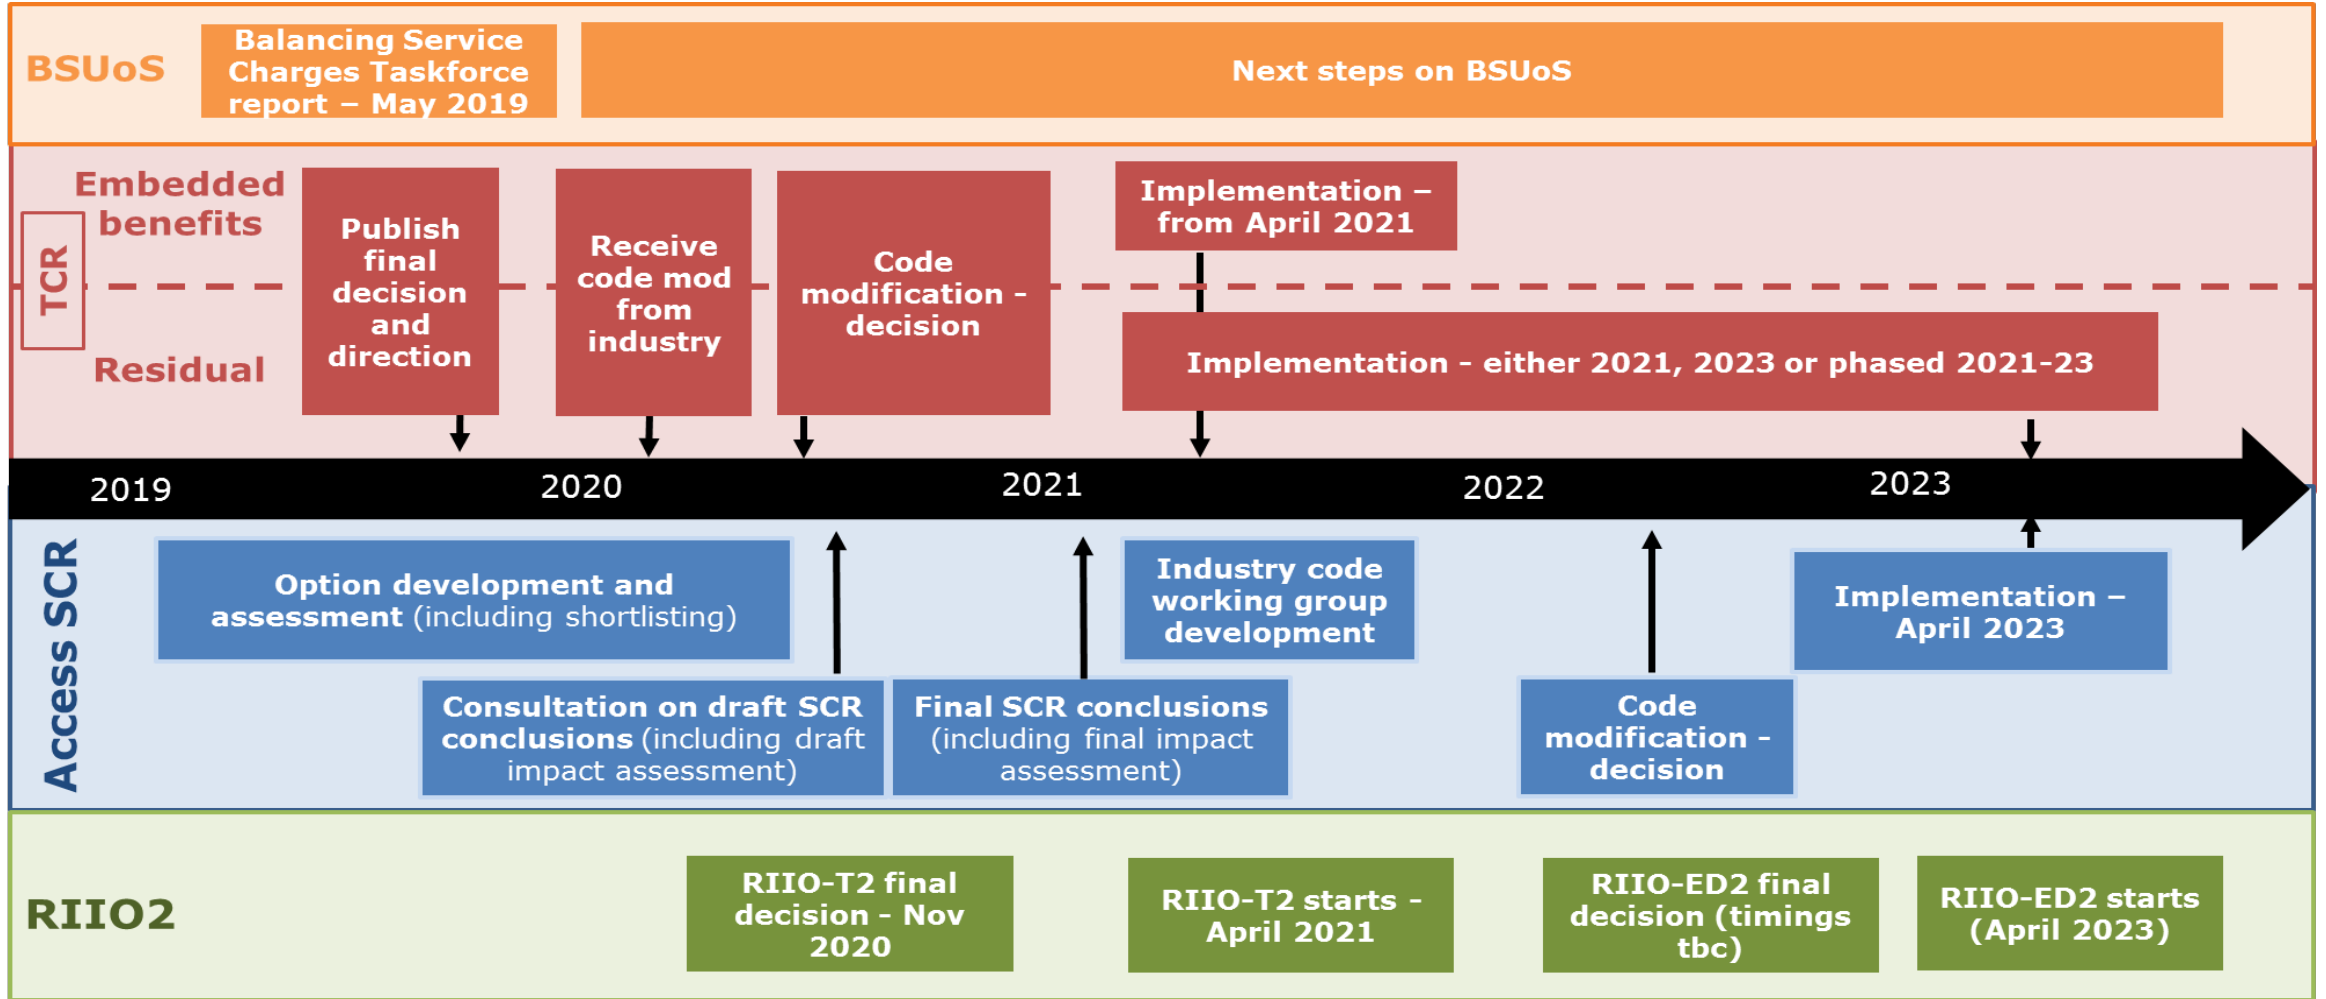 BSUoS
Balancing Service
Charges Taskforce
report – May 2019
Next steps on BSUoS
TCR
Embedded
benefits
Residual
Publish
final
decision
and
direction
Receive
code mod
from
industry
Code
modification -
decision
Implementation –
from April 2021
Implementation - either 2021, 2023 or phased 2021-23
2019
2020
2021
2022
2023
Access SCR
Option development and
assessment (including shortlisting)
Consultation on draft SCR
conclusions (including draft
impact assessment)
Final SCR conclusions
(including final impact
assessment)
Industry code
working group
development
Code
modification -
decision
Implementation –
April 2023
RIIO2
RIIO-T2 final
decision - Nov
2020
RIIO-T2 starts -
April 2021
RIIO-ED2 final
decision (timings
tbc)
RIIO-ED2 starts
(April 2023)